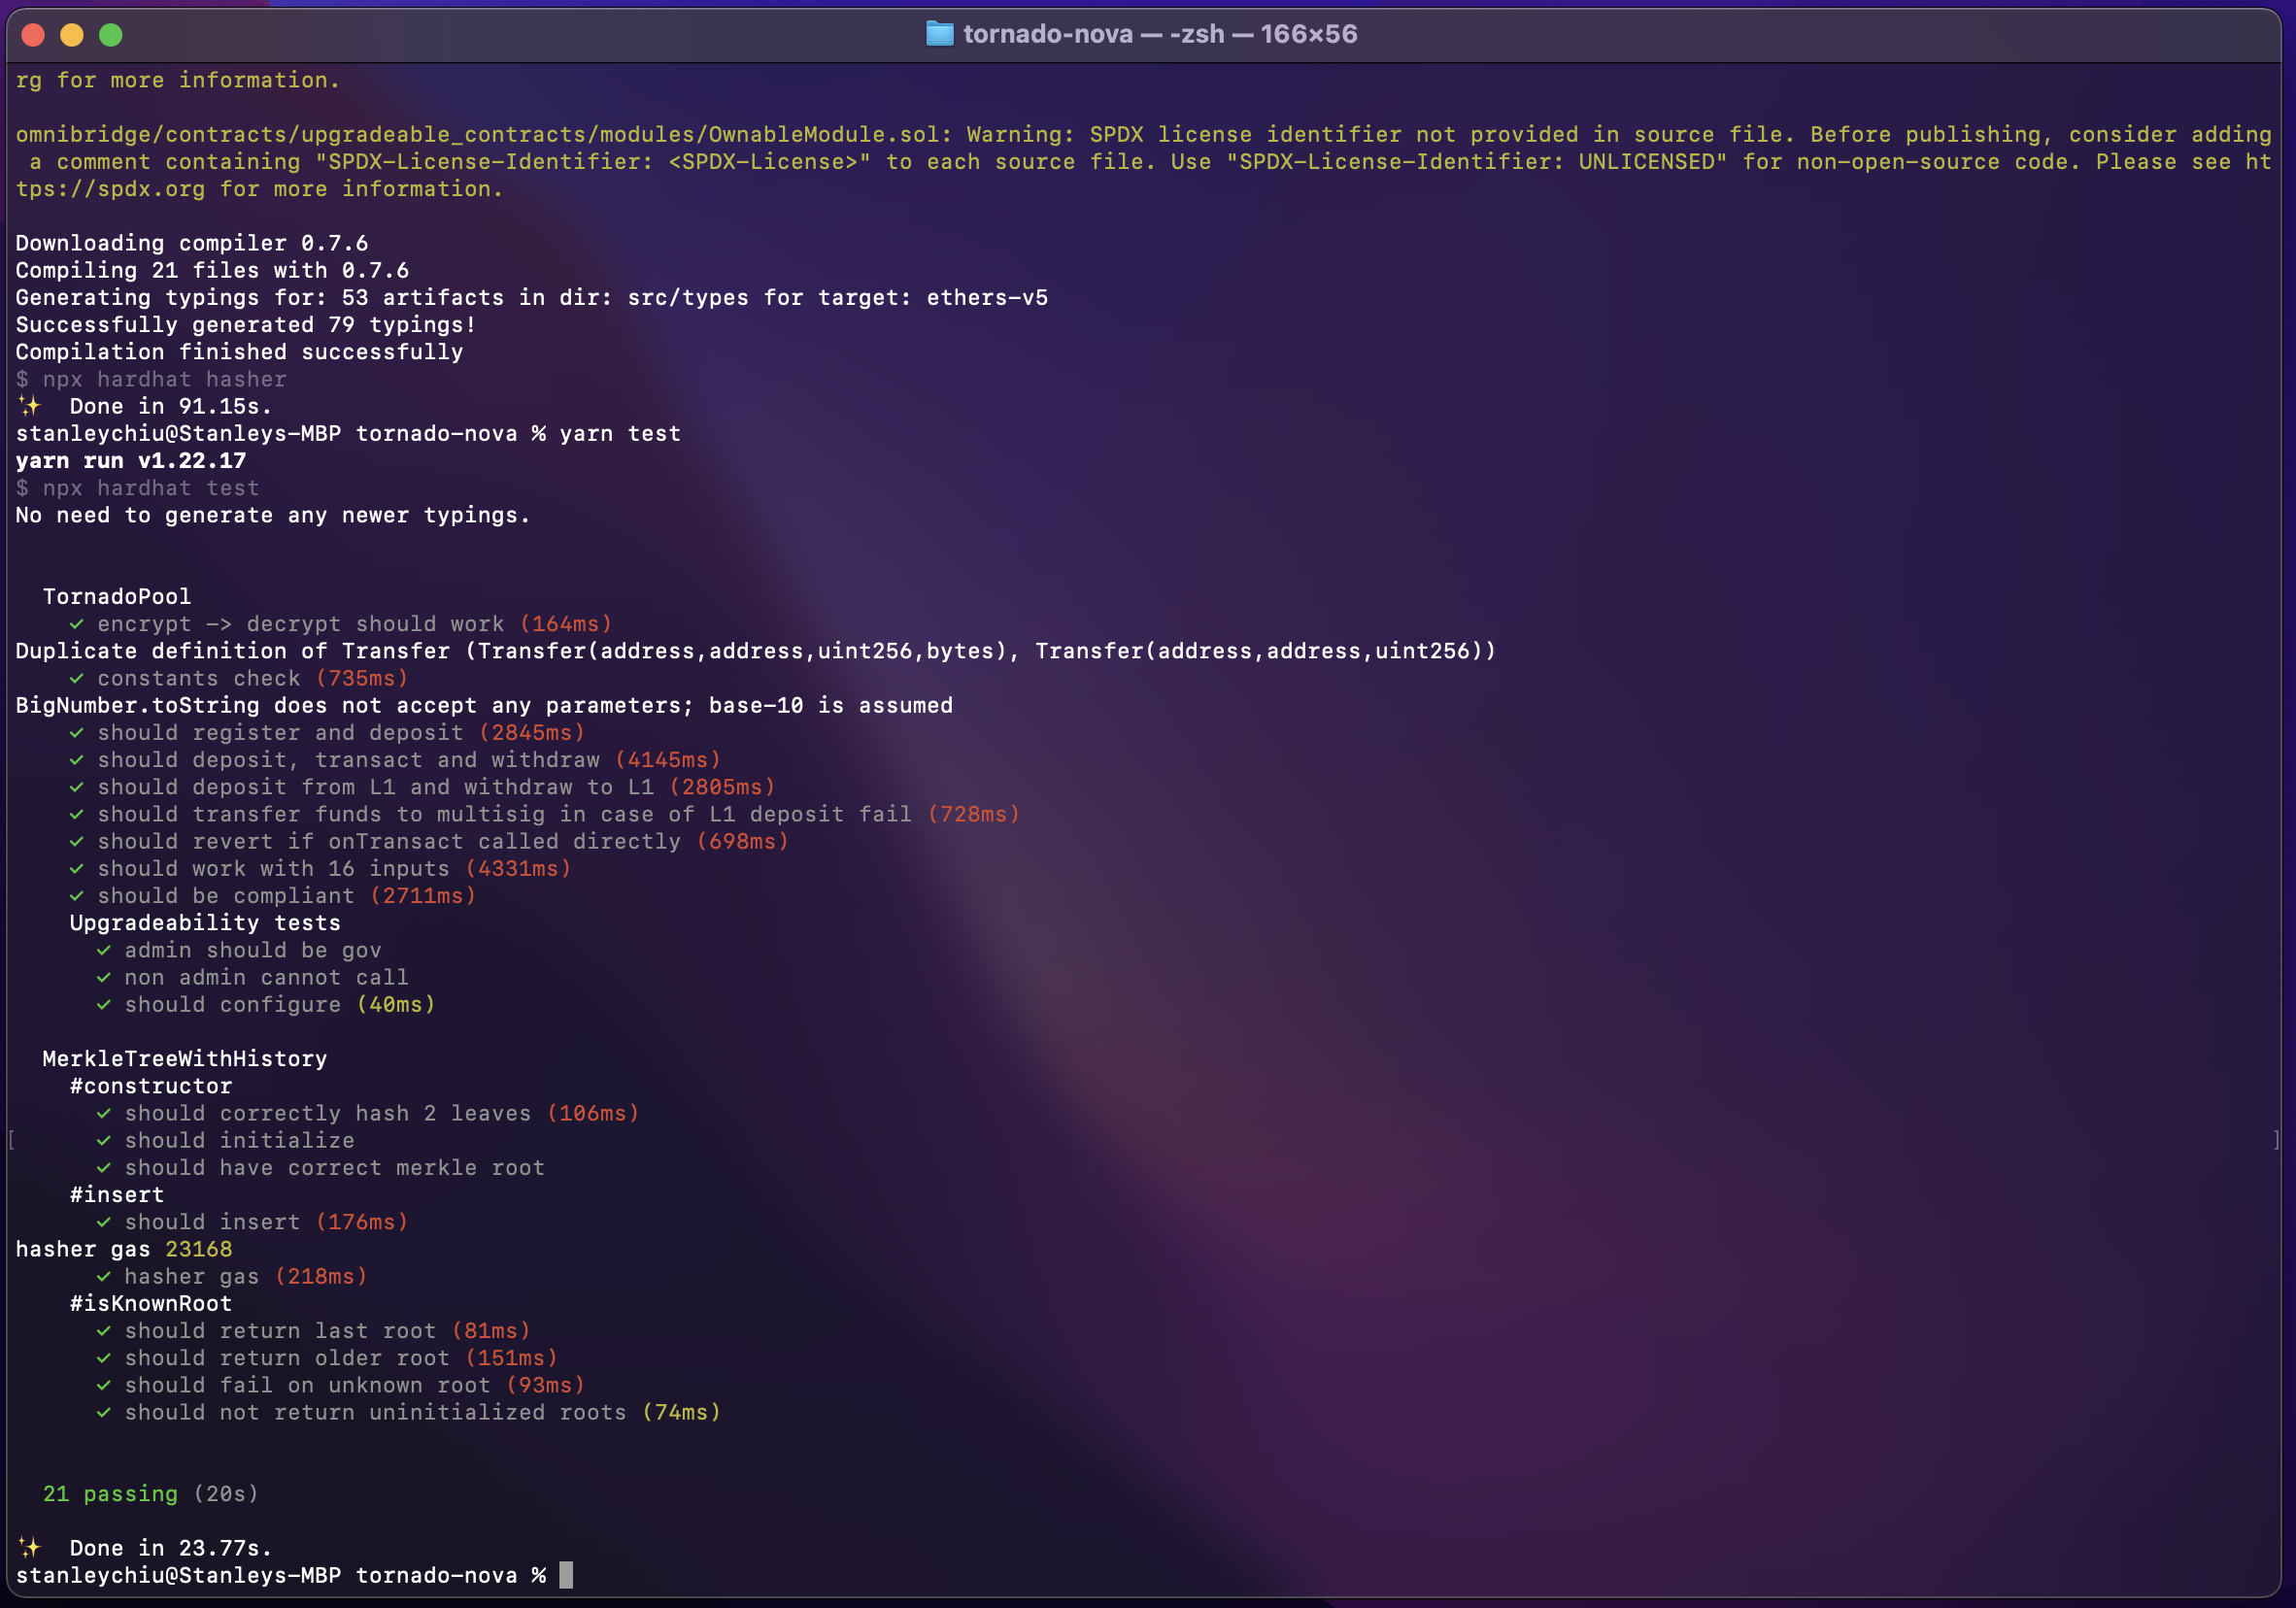 tornado-nova — -zsh — 166×56
rg for more information.
omnibridge/contracts/upgradeable_contracts/modules/OwnableModule.sol: Warning: SPDX license identifier not provided in source file. Before publishing, consider adding
 a comment containing "SPDX-License-Identifier: <SPDX-License>" to each source file. Use "SPDX-License-Identifier: UNLICENSED" for non-open-source code. Please see ht
tps://spdx.org for more information.
Downloading compiler 0.7.6
Compiling 21 files with 0.7.6
Generating typings for: 53 artifacts in dir: src/types for target: ethers-v5
Successfully generated 79 typings!
Compilation finished successfully
$ npx hardhat hasher
✨  Done in 91.15s.
stanleychiu@Stanleys-MBP tornado-nova % yarn test
yarn run v1.22.17
$ npx hardhat test
No need to generate any newer typings.
TornadoPool
✓ encrypt -> decrypt should work (164ms)
Duplicate definition of Transfer (Transfer(address,address,uint256,bytes), Transfer(address,address,uint256))
✓ constants check (735ms)
BigNumber.toString does not accept any parameters; base-10 is assumed
✓ should register and deposit (2845ms)
✓ should deposit, transact and withdraw (4145ms)
✓ should deposit from L1 and withdraw to L1 (2805ms)
✓ should transfer funds to multisig in case of L1 deposit fail (728ms)
✓ should revert if onTransact called directly (698ms)
✓ should work with 16 inputs (4331ms)
✓ should be compliant (2711ms)
Upgradeability tests
✓ admin should be gov
✓ non admin cannot call
✓ should configure (40ms)
MerkleTreeWithHistory
#constructor
✓ should correctly hash 2 leaves (106ms)
[ ✓ should initialize ]
✓ should have correct merkle root
#insert
✓ should insert (176ms)
hasher gas 23168
✓ hasher gas (218ms)
#isKnownRoot
✓ should return last root (81ms)
✓ should return older root (151ms)
✓ should fail on unknown root (93ms)
✓ should not return uninitialized roots (74ms)
21 passing (20s)
✨  Done in 23.77s.
stanleychiu@Stanleys-MBP tornado-nova %